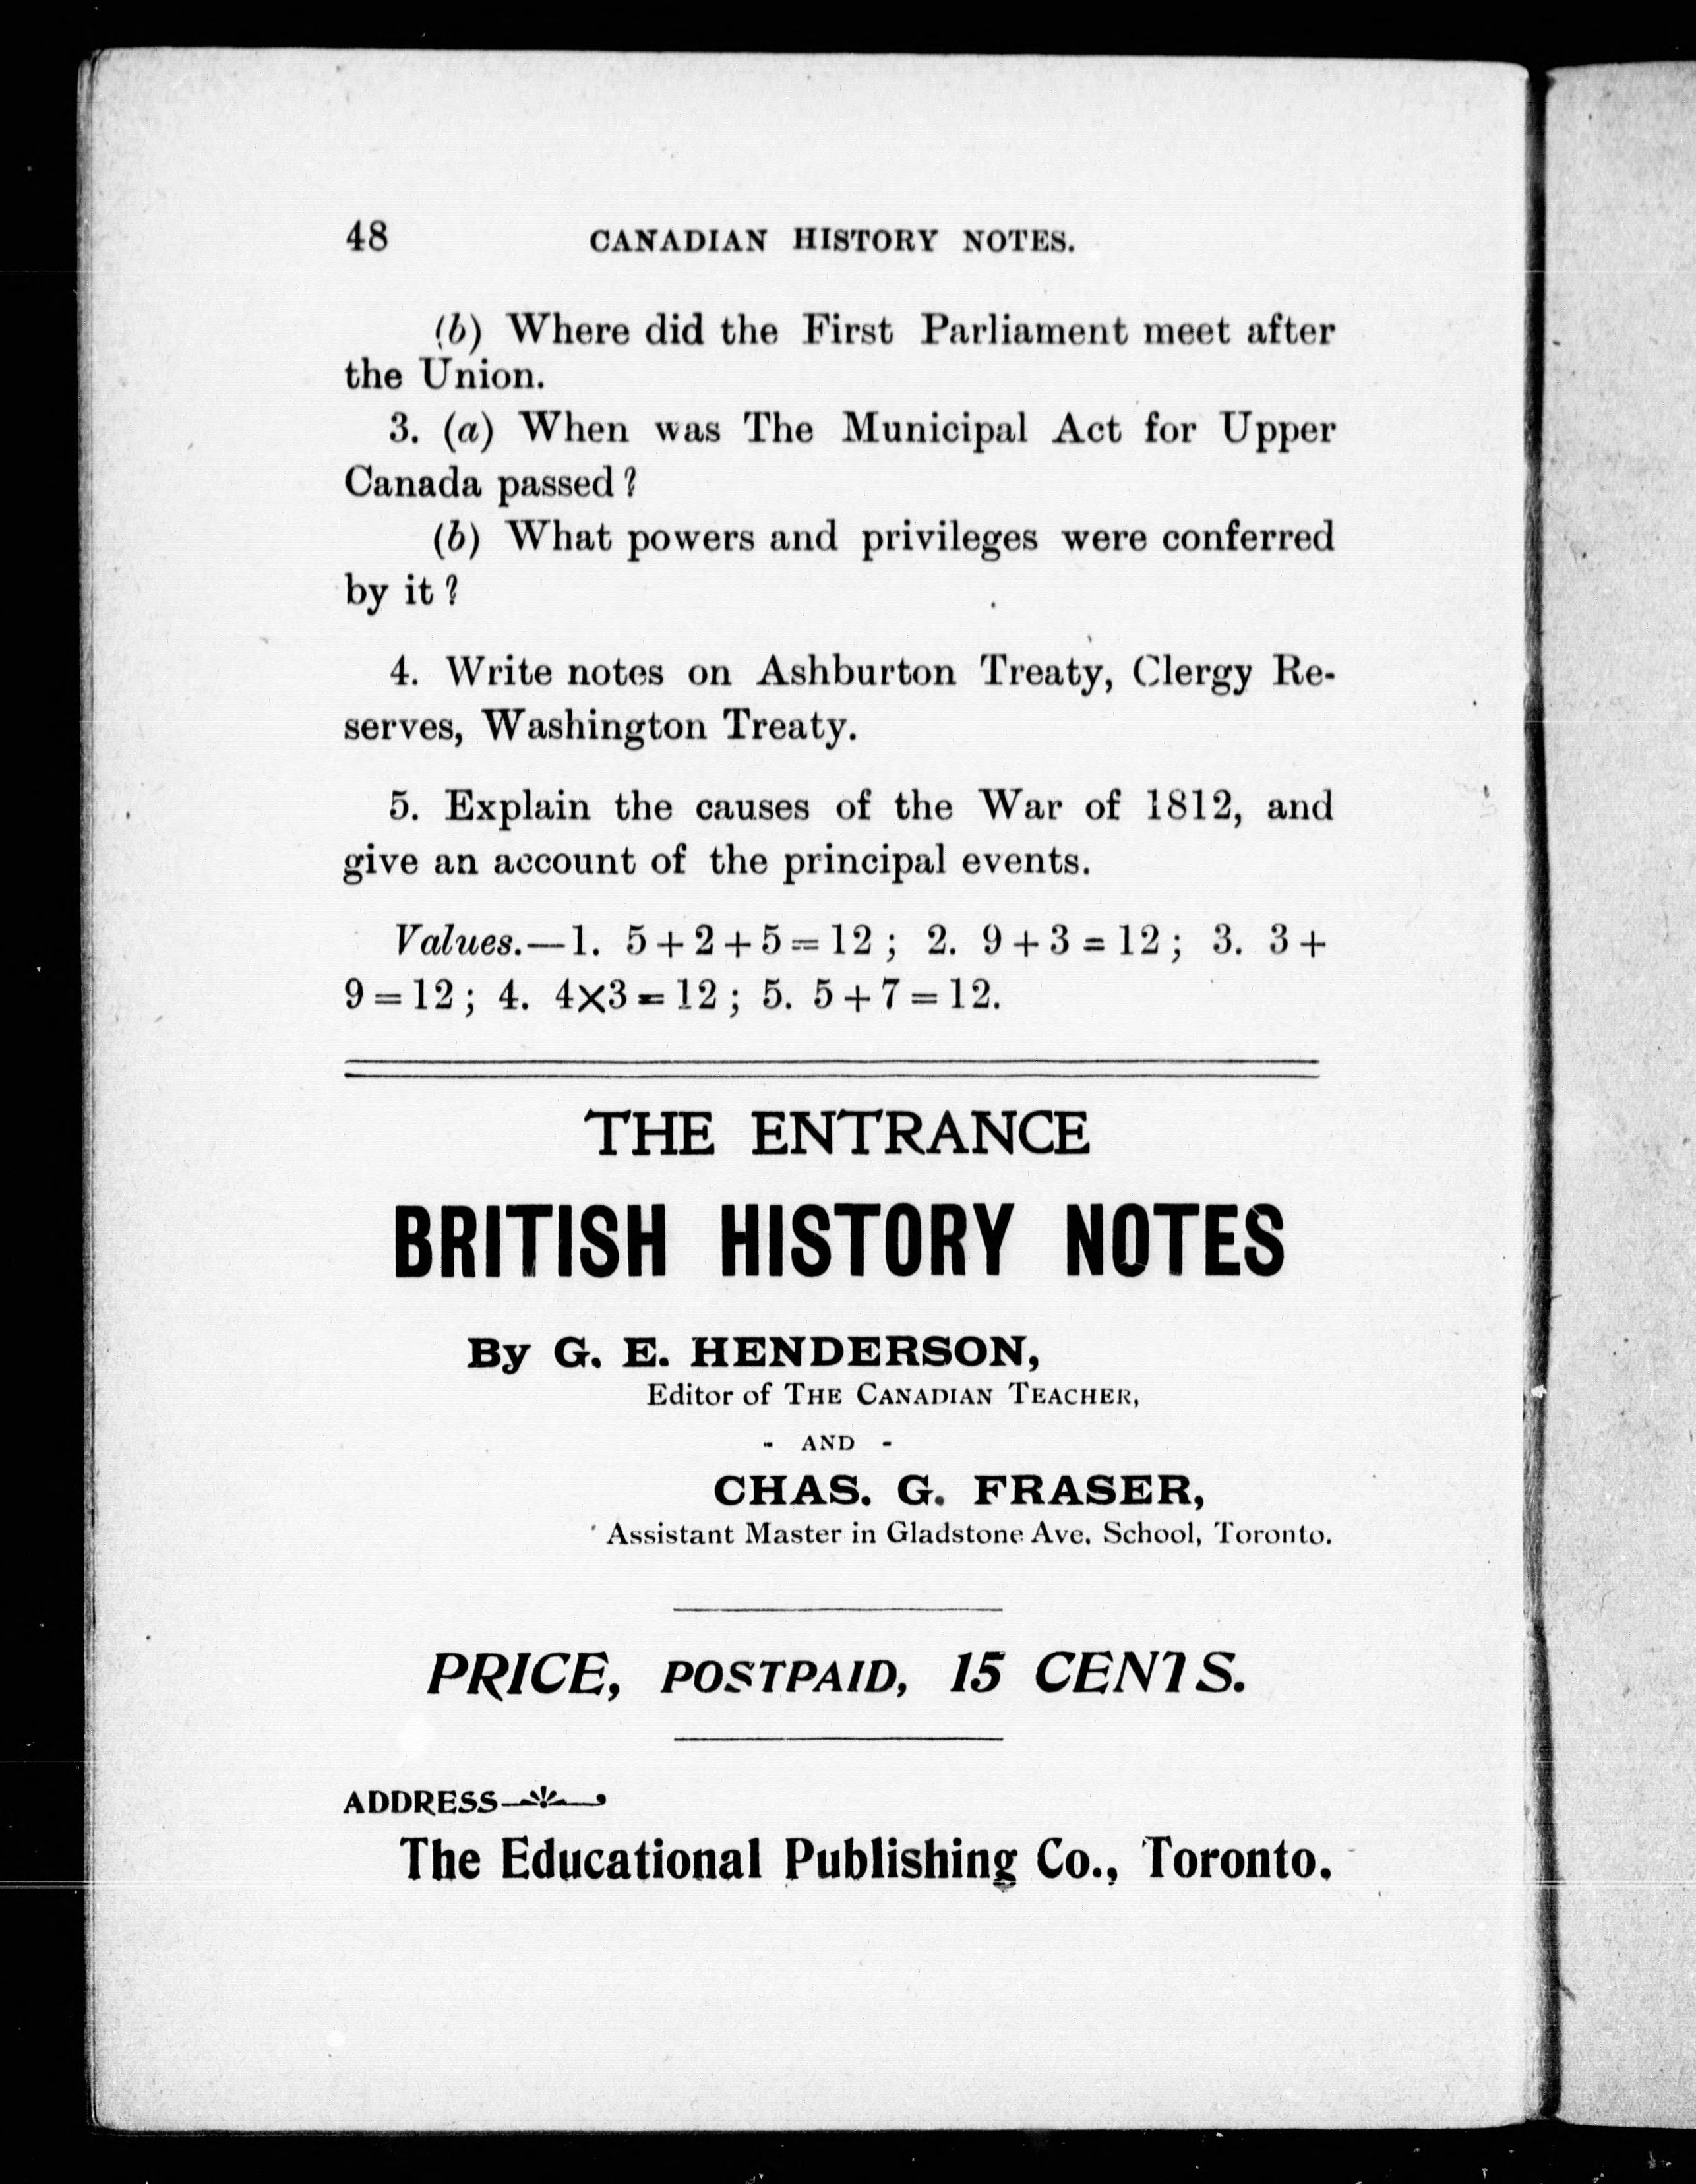 48 CANADIAN HISTORY NOTES.
(b) Where did the First Parliament meet after
the Union.
3. (a) When was The Municipal Act for Upper
Canada passed?
(b) What powers and privileges were conferred
by it?
4. Write notes on Ashburton Treaty, Clergy Re-
serves, Washington Treaty.
5. Explain the causes of the War of 1812, and
give an account of the principal events.
Values.—1. 5+2+5=12; 2. 9+3=12; 3. 3+
9=12; 4. 4×3=12; 5. 5+7=12.
THE ENTRANCE
BRITISH HISTORY NOTES
By G. E. HENDERSON,
Editor of THE CANADIAN TEACHER,
- AND -
CHAS. G. FRASER,
Assistant Master in Gladstone Ave. School, Toronto.
PRICE, POSTPAID, 15 CENTS.
ADDRESS
The Educational Publishing Co., Toronto.